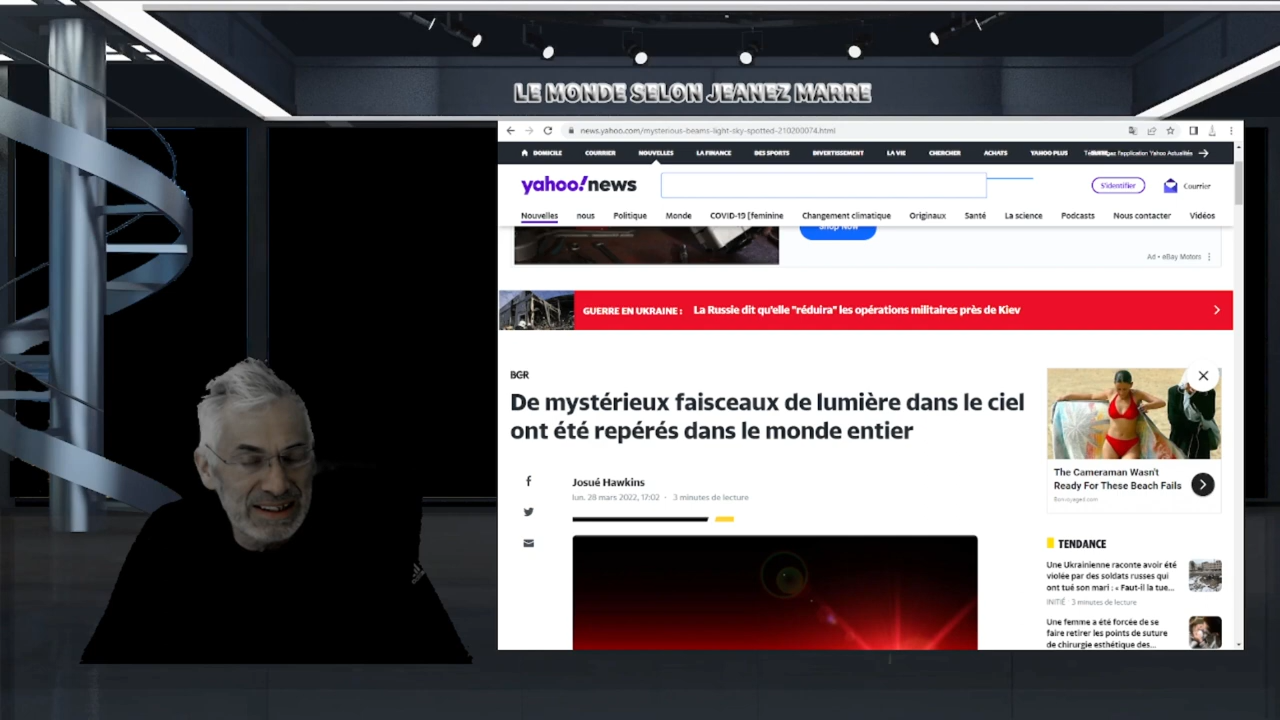 LE MONDE SELON JEANEZ MARRE
news.yahoo.com/mysterious-beams-light-sky-spotted-210200074.html
DOMICILE COURRIER NOUVELLES LA FINANCE DES SPORTS DIVERTISSEMENT LA VIE CHERCHER ACHATS YAHOO PLUS l'application Yahoo Actualités
yahoo!news
S'identifier Courrier
Nouvelles nous Politique Monde COVID-19 [feminine Changement climatique Originaux Santé La science Podcasts Nous contacter Vidéos
Shop Now
Ad • eBay Motors
GUERRE EN UKRAINE : La Russie dit qu'elle "réduira" les opérations militaires près de Kiev
BGR
De mystérieux faisceaux de lumière dans le ciel
ont été repérés dans le monde entier
Josué Hawkins
lun. 28 mars 2022, 17:02 · 3 minutes de lecture
The Cameraman Wasn't
Ready For These Beach Fails
TENDANCE
Une Ukrainienne raconte avoir été
violée par des soldats russes qui
ont tué son mari : « Faut-il la tue...
INITIÉ · 3 minutes de lecture
Une femme a été forcée de se
faire retirer les points de suture
de chirurgie esthétique des...